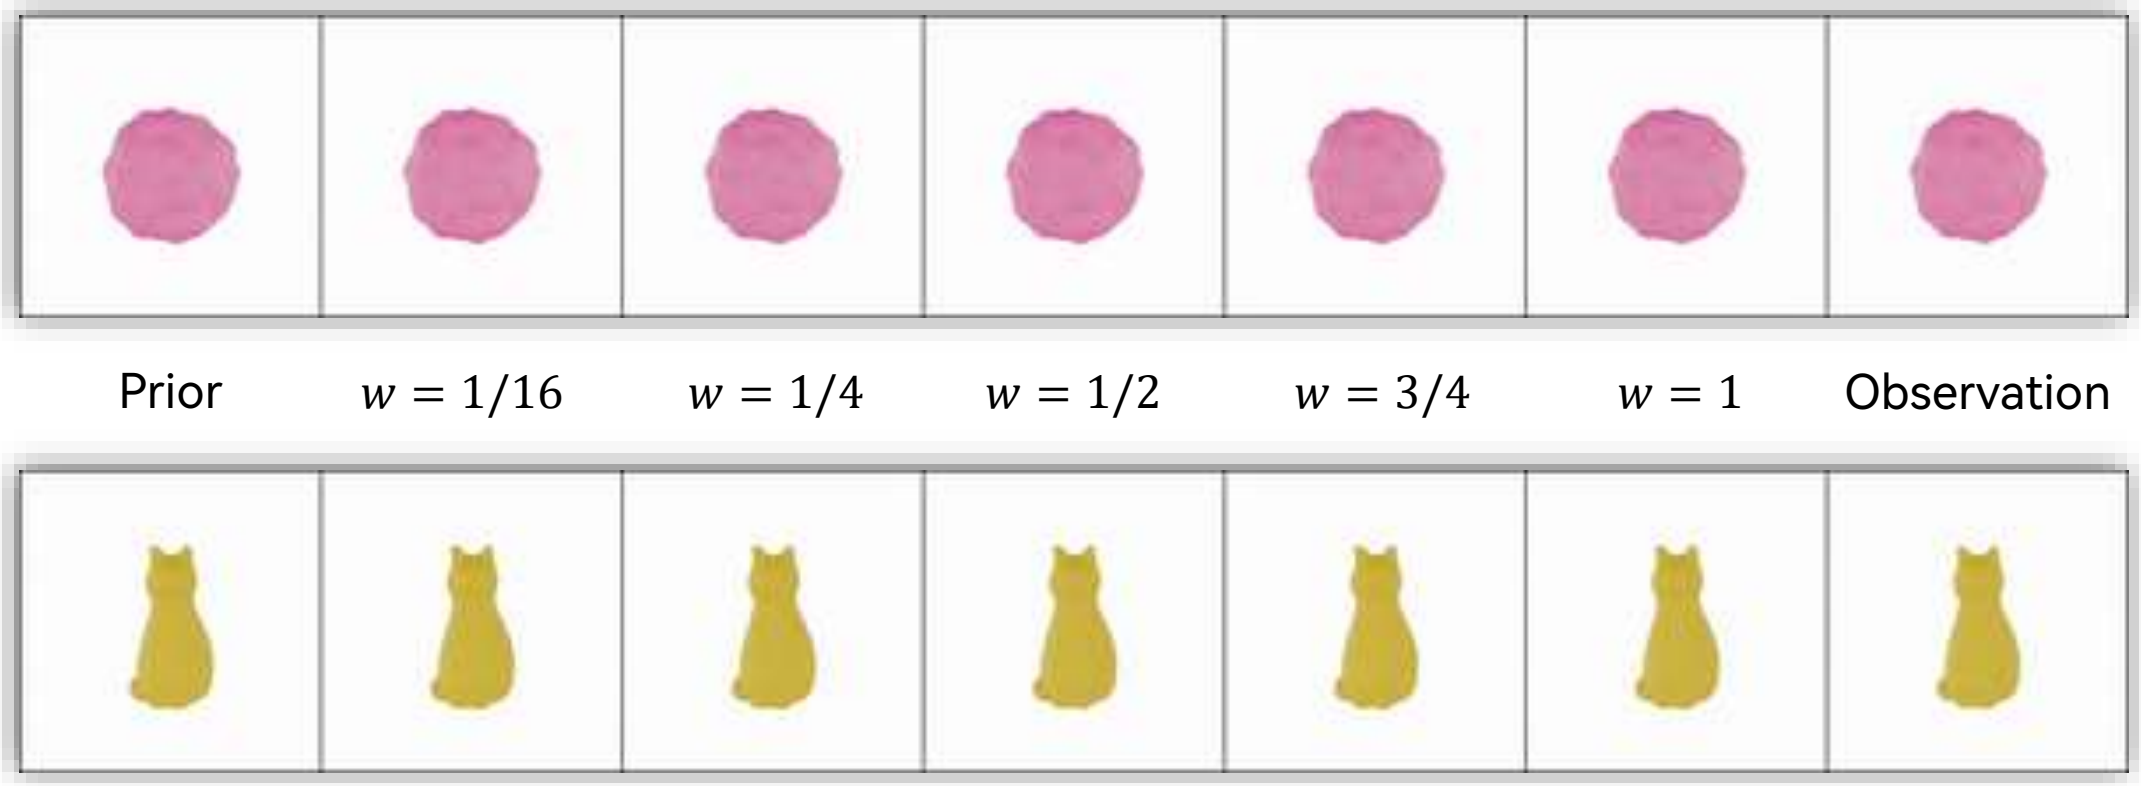 Prior w = 1/16 w = 1/4 w = 1/2 w = 3/4 w = 1 Observation